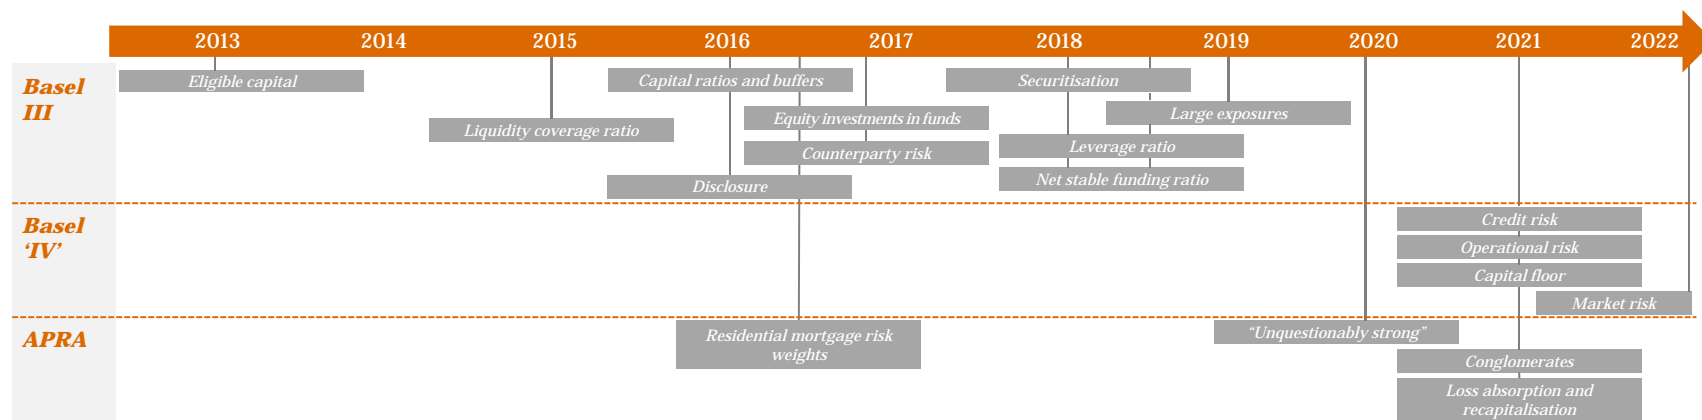 2013 2014 2015 2016 2017 2018 2019 2020 2021 2022
Basel
III
Eligible capital
Capital ratios and buffers
Securitisation
Large exposures
Equity investments in funds
Liquidity coverage ratio
Leverage ratio
Counterparty risk
Net stable funding ratio
Disclosure
Basel
‘IV’
Credit risk
Operational risk
Capital floor
Market risk
APRA
Residential mortgage risk
weights
“Unquestionably strong”
Conglomerates
Loss absorption and
recapitalisation